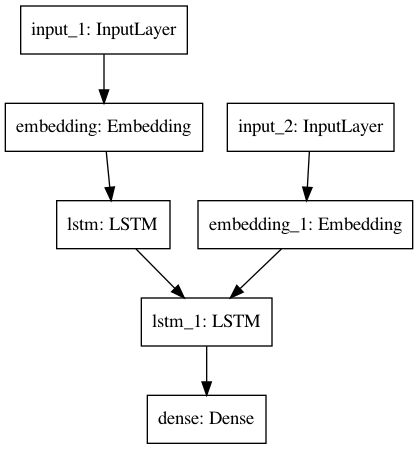 input_1: InputLayer
embedding: Embedding
input_2: InputLayer
lstm: LSTM
embedding_1: Embedding
lstm_1: LSTM
dense: Dense